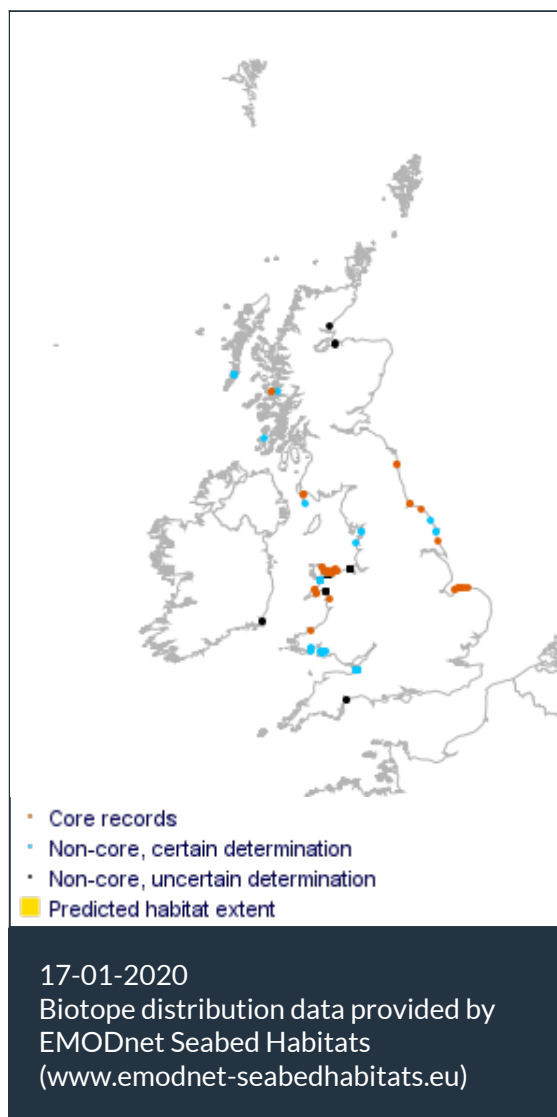 Core records
Non-core, certain determination
Non-core, uncertain determination
Predicted habitat extent
17-01-2020
Biotope distribution data provided by
EMODnet Seabed Habitats
(www.emodnet-seabedhabitats.eu)